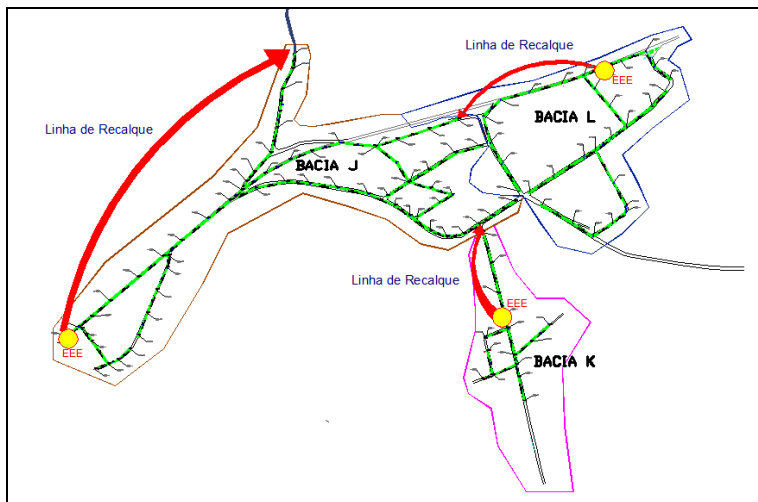 Linha de Recalque
EEE
BACIA L
Linha de Recalque
BACIA J
Linha de Recalque
EEE
EEE
BACIA K